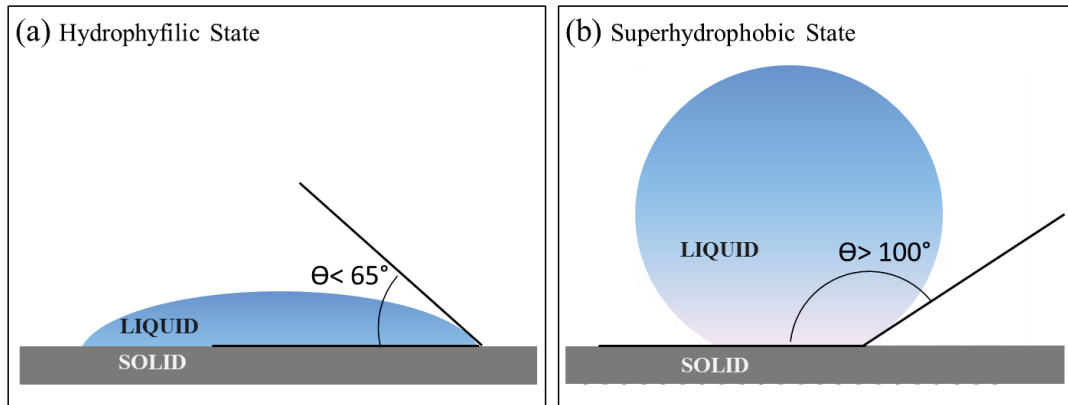 (a) Hydrophyfilic State
ϴ< 65°
LIQUID
SOLID
(b) Superhydrophobic State
LIQUID
ϴ> 100°
SOLID